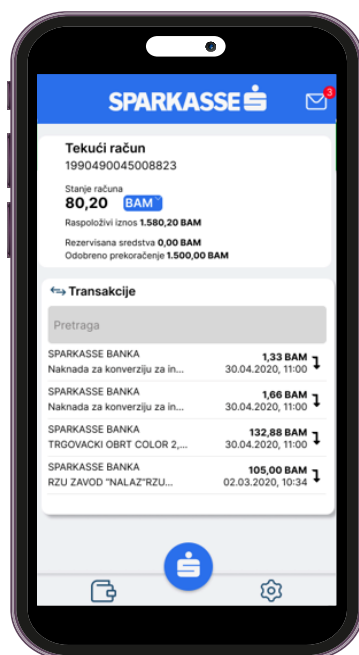 SPARKASSE
3
Tekući račun
1990490045008823
Stanje računa
80,20 BAM
Raspoloživi iznos 1.580,20 BAM
Rezervisana sredstva 0,00 BAM
Odobreno prekoračenje 1.500,00 BAM
Transakcije
Pretraga
SPARKASSE BANKA 1,33 BAM
Naknada za konverziju za in... 30.04.2020, 11:00
SPARKASSE BANKA 1,66 BAM
Naknada za konverziju za in... 30.04.2020, 11:00
SPARKASSE BANKA 132,88 BAM
TRGOVACKI OBRT COLOR 2,... 30.04.2020, 11:00
SPARKASSE BANKA 105,00 BAM
RZU ZAVOD "NALAZ"RZU... 02.03.2020, 10:34